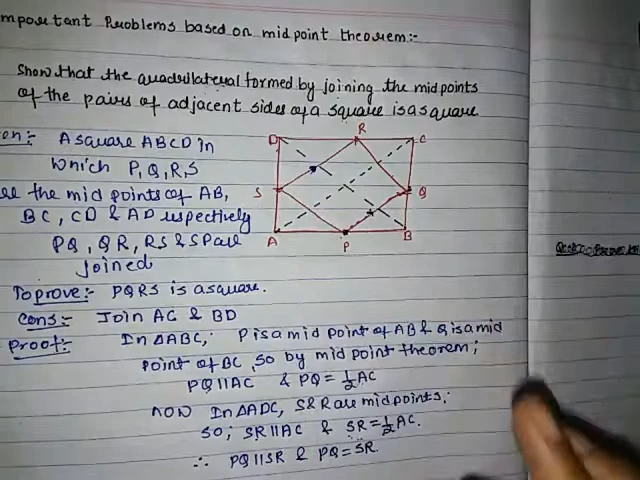 mportant Problems based on mid point theorem:-
Show that the quadrilateral formed by joining the midpoints
of the pairs of adjacent sides of a square is a square
en:- A square ABCD in
which P, Q, R, S
re the mid points of AB,
BC, CD & AD respectively
PQ, QR, RS & SP are
joined
D R C
S Q
A P B
To prove:- PQRS is a square.
Cons:- Join AC & BD
Proof:- In ΔABC, P is a mid point of AB & Q is a mid
point of BC, so by mid point theorem;
PQ || AC & PQ = 1/2 AC
Now In ΔADC, S & R are midpoints.
So; SR || AC & SR = 1/2 AC.
∴ PQ || SR & PQ = SR.